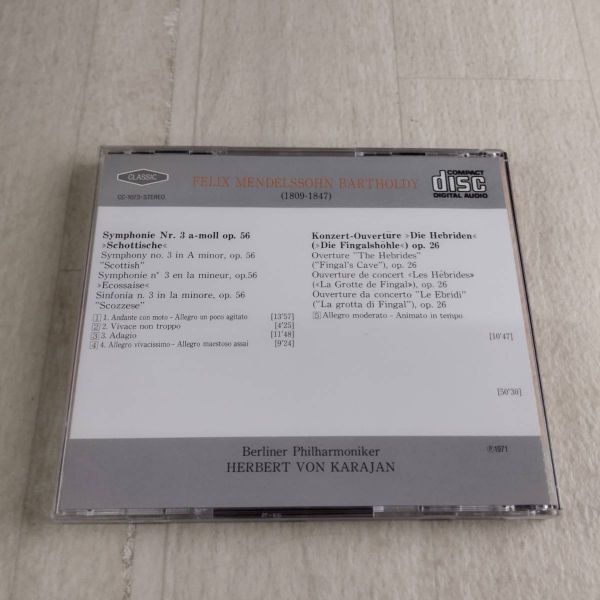 CLASSIC
CC-1073-STEREO
FELIX MENDELSSOHN BARTHOLDY
(1809-1847)
COMPACT
disc
DIGITAL AUDIO
Symphonie Nr. 3 a-moll op. 56
»Schottische«
Symphony no. 3 in A minor, op. 56
"Scottish"
Symphonie n° 3 en la mineur, op.56
»Ecossaise«
Sinfonia n. 3 in la minore, op. 56
"Scozzese"
1 1. Andante con moto - Allegro un poco agitato [13'57]
2 2. Vivace non troppo [4'25]
3 3. Adagio [11'48]
4 4. Allegro vivacissimo - Allegro maestoso assai [9'24]
Konzert-Ouvertüre »Die Hebriden«
(»Die Fingalshöhle«) op. 26
Overture "The Hebrides"
("Fingal's Cave"), op. 26
Ouverture de concert «Les Hébrides»
(«La Grotte de Fingal»), op. 26
Ouverture da concerto "Le Ebridi"
("La grotta di Fingal"), op. 26
5 Allegro moderato - Animato in tempo
[10'47]
[50'30]
Berliner Philharmoniker
HERBERT VON KARAJAN
℗1971